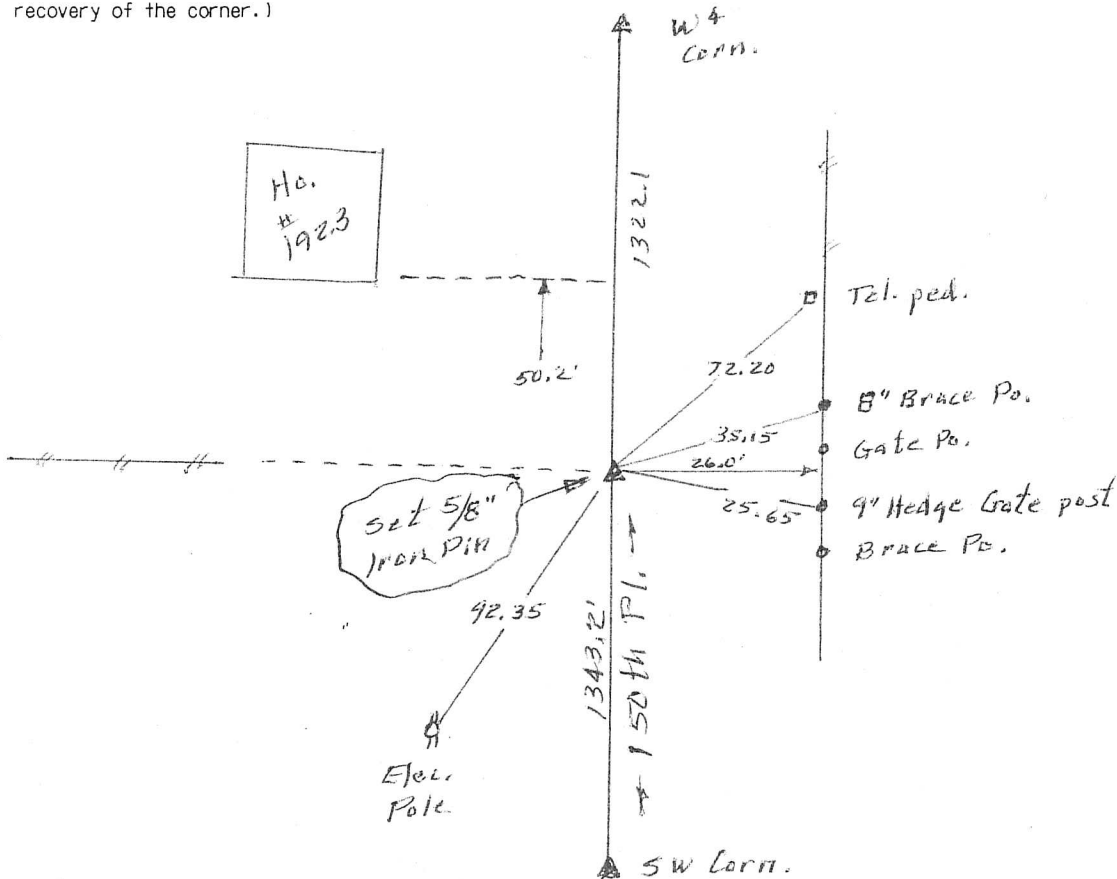 recovery of the corner.)
W 4
Corn.
Ho.
#
1923
1322.1
Tel. ped.
50.2'
72.20
8" Brace Po.
35.15
Gate Po.
26.0'
Set 5/8"
Iron Pin
25.65
9" Hedge Gate post
Brace Po.
92.35
1343.2'
150th Pl.
Elec.
Pole
SW Corn.